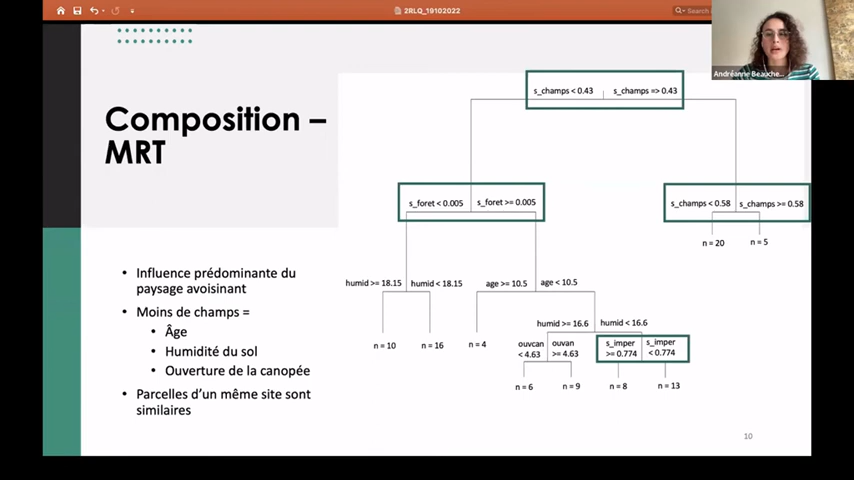 2RLQ_19102022
Search
Andréanne Beauche...
Composition –
MRT
s_champs < 0.43
s_champs => 0.43
s_foret < 0.005
s_foret >= 0.005
s_champs < 0.58
s_champs >= 0.58
n = 20
n = 5
humid >= 18.15
humid < 18.15
age >= 10.5
age < 10.5
n = 10
n = 16
n = 4
humid >= 16.6
humid < 16.6
ouvcan
< 4.63
ouvan
>= 4.63
s_imper
>= 0.774
s_imper
< 0.774
n = 6
n = 9
n = 8
n = 13
• Influence prédominante du
paysage avoisinant
• Moins de champs =
• Âge
• Humidité du sol
• Ouverture de la canopée
• Parcelles d'un même site sont
similaires
10